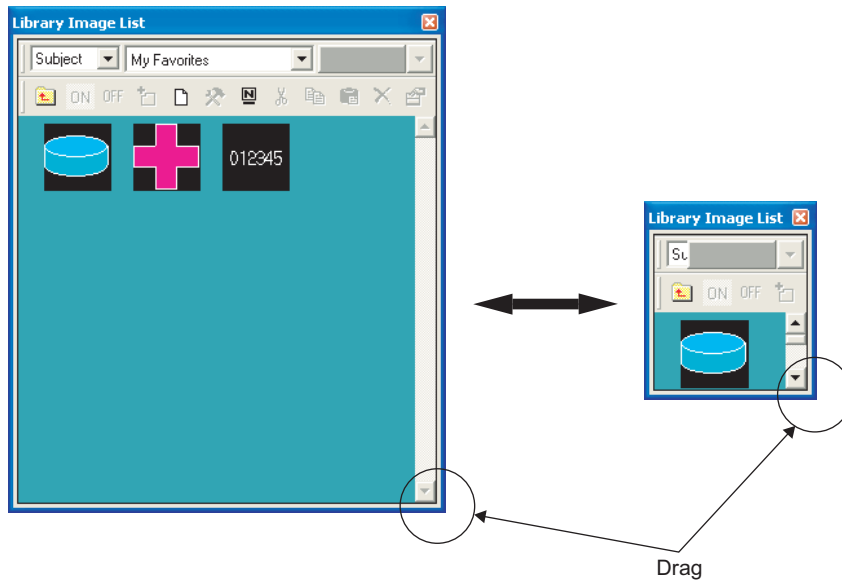 Library Image List
Subject My Favorites
ON OFF
N
012345
Library Image List
Su
ON OFF
Drag